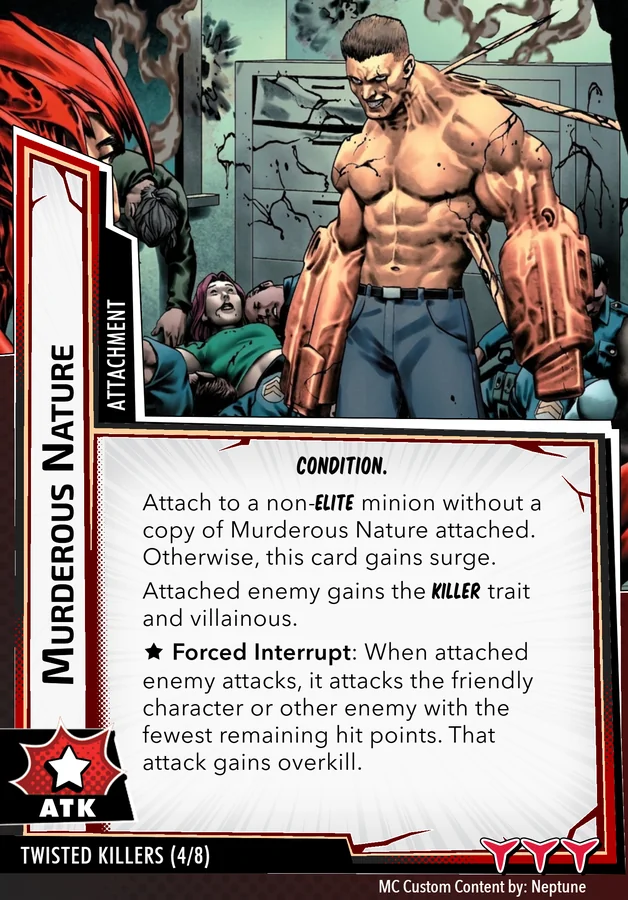 ATTACHMENT
MURDEROUS NATURE
CONDITION.
Attach to a non-ELITE minion without a
copy of Murderous Nature attached.
Otherwise, this card gains surge.
Attached enemy gains the KILLER trait
and villainous.
★ Forced Interrupt: When attached
enemy attacks, it attacks the friendly
character or other enemy with the
fewest remaining hit points. That
attack gains overkill.
ATK
TWISTED KILLERS (4/8)
MC Custom Content by: Neptune